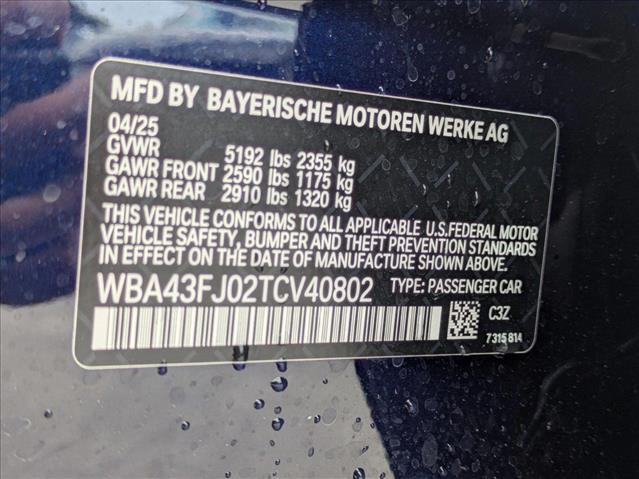 MFD BY BAYERISCHE MOTOREN WERKE AG
04/25
GVWR 5192 lbs 2355 kg
GAWR FRONT 2590 lbs 1175 kg
GAWR REAR 2910 lbs 1320 kg
THIS VEHICLE CONFORMS TO ALL APPLICABLE U.S.FEDERAL MOTOR
VEHICLE SAFETY, BUMPER AND THEFT PREVENTION STANDARDS
IN EFFECT ON THE DATE OF MANUFACTURE SHOWN ABOVE.
WBA43FJ02TCV40802 TYPE: PASSENGER CAR
C3Z
7315814